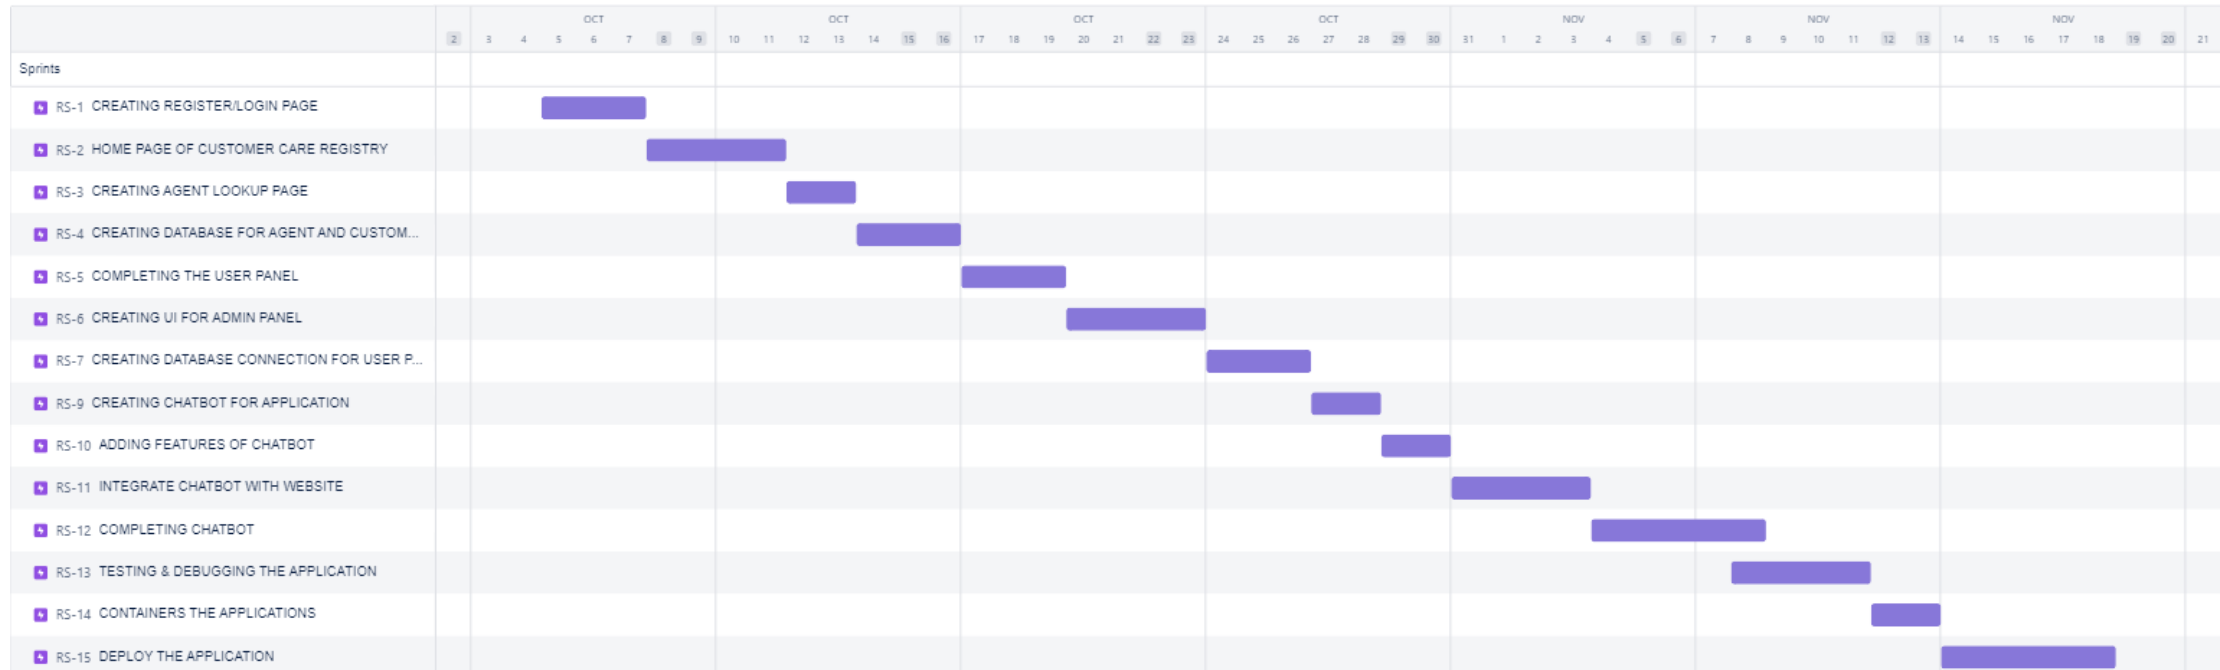 OCT OCT OCT OCT NOV NOV NOV
2 3 4 5 6 7 8 9 10 11 12 13 14 15 16 17 18 19 20 21 22 23 24 25 26 27 28 29 30 31 1 2 3 4 5 6 7 8 9 10 11 12 13 14 15 16 17 18 19 20 21
Sprints
RS-1 CREATING REGISTER/LOGIN PAGE
RS-2 HOME PAGE OF CUSTOMER CARE REGISTRY
RS-3 CREATING AGENT LOOKUP PAGE
RS-4 CREATING DATABASE FOR AGENT AND CUSTOM...
RS-5 COMPLETING THE USER PANEL
RS-6 CREATING UI FOR ADMIN PANEL
RS-7 CREATING DATABASE CONNECTION FOR USER P...
RS-9 CREATING CHATBOT FOR APPLICATION
RS-10 ADDING FEATURES OF CHATBOT
RS-11 INTEGRATE CHATBOT WITH WEBSITE
RS-12 COMPLETING CHATBOT
RS-13 TESTING & DEBUGGING THE APPLICATION
RS-14 CONTAINERS THE APPLICATIONS
RS-15 DEPLOY THE APPLICATION